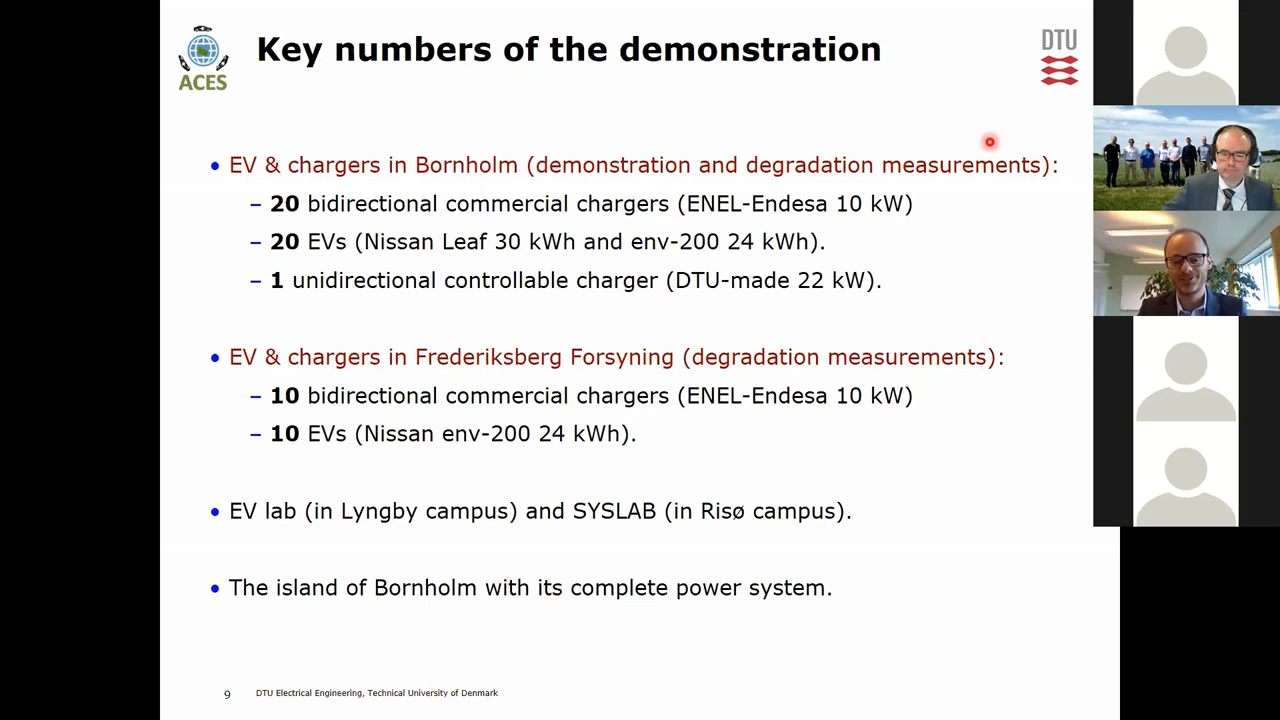 Key numbers of the demonstration
ACES
DTU
• EV & chargers in Bornholm (demonstration and degradation measurements):
– 20 bidirectional commercial chargers (ENEL-Endesa 10 kW)
– 20 EVs (Nissan Leaf 30 kWh and env-200 24 kWh).
– 1 unidirectional controllable charger (DTU-made 22 kW).
• EV & chargers in Frederiksberg Forsyning (degradation measurements):
– 10 bidirectional commercial chargers (ENEL-Endesa 10 kW)
– 10 EVs (Nissan env-200 24 kWh).
• EV lab (in Lyngby campus) and SYSLAB (in Risø campus).
• The island of Bornholm with its complete power system.
9 DTU Electrical Engineering, Technical University of Denmark